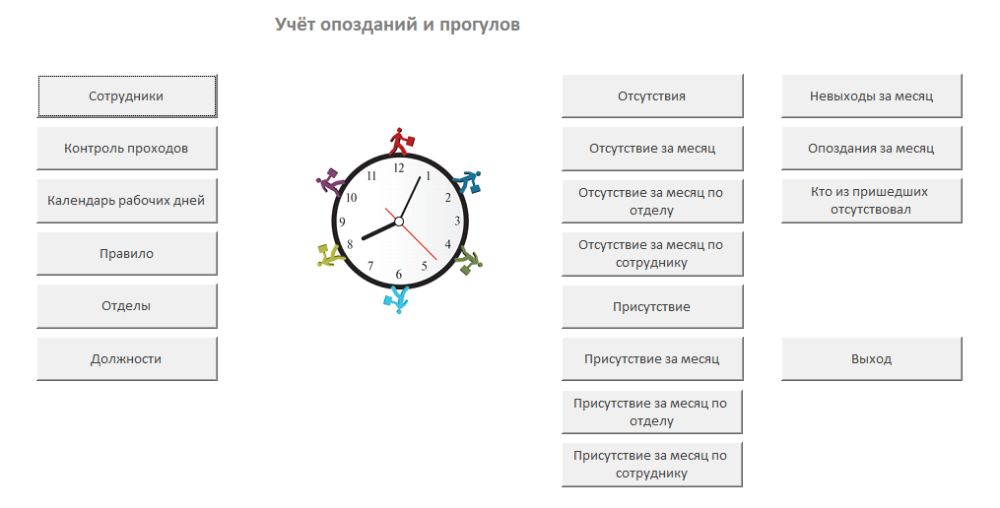 Учёт опозданий и прогулов
Сотрудники
Контроль проходов
Календарь рабочих дней
Правило
Отделы
Должности
12
1
2
3
4
5
6
7
8
9
10
11
Отсутствия
Отсутствие за месяц
Отсутствие за месяц по
отделу
Отсутствие за месяц по
сотруднику
Присутствие
Присутствие за месяц
Присутствие за месяц по
отделу
Присутствие за месяц по
сотруднику
Невыходы за месяц
Опоздания за месяц
Кто из пришедших
отсутствовал
Выход